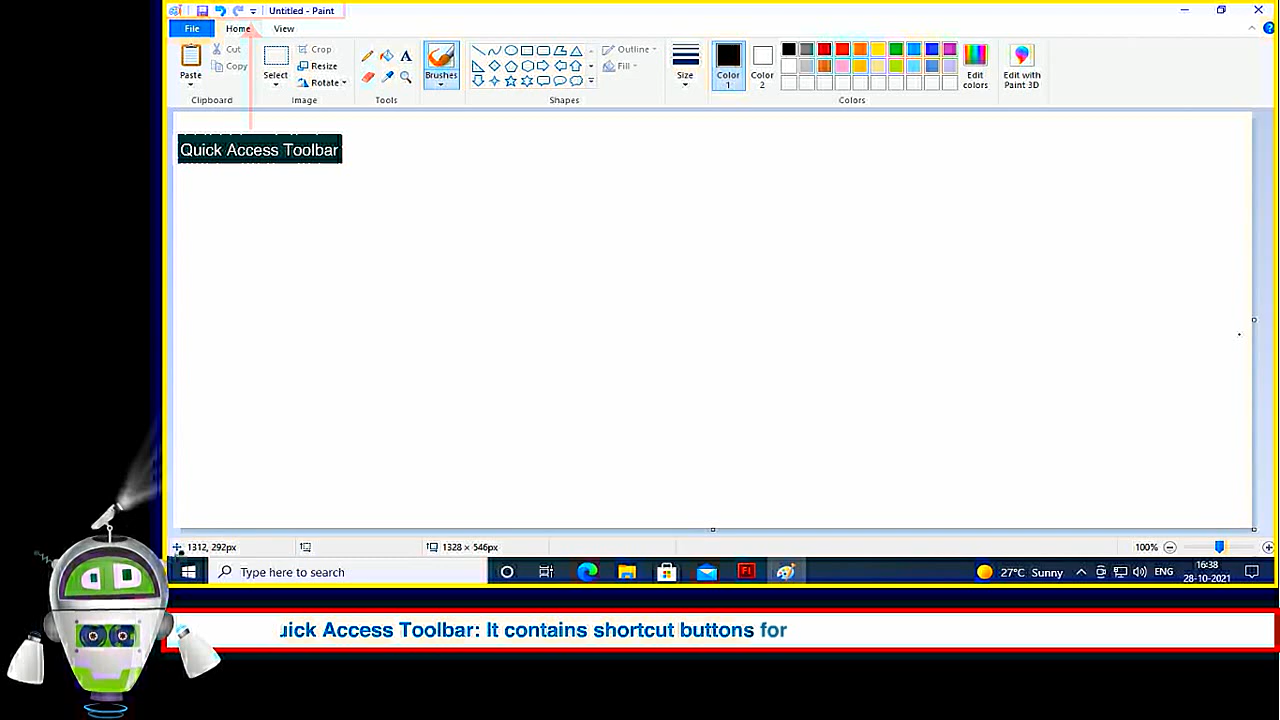 Untitled - Paint
File Home View
Paste
Cut
Copy
Clipboard
Select
Crop
Resize
Rotate
Image
Tools
Brushes
Shapes
Outline
Fill
Size
Color 1
Color 2
Edit colors
Colors
Edit with Paint 3D
Quick Access Toolbar
1312, 292px
1328 × 546px
100%
Type here to search
Fl
27°C Sunny
ENG
16:38
28-10-2021
uick Access Toolbar: It contains shortcut buttons for